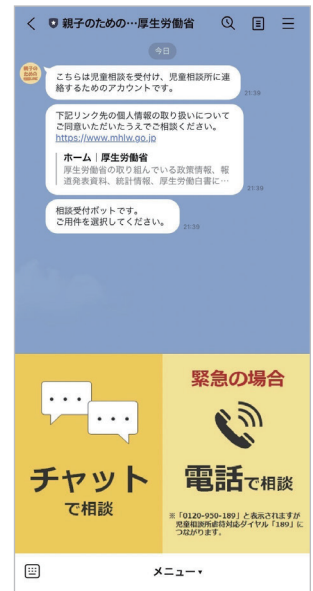 親子のための…厚生労働省
今日
親子の
ための
こちらは児童相談を受付け、児童相談所に連
絡するためのアカウントです。
21:39
下記リンク先の個人情報の取り扱いについて
ご同意いただいたうえでご相談ください。
https://www.mhlw.go.jp
ホーム｜厚生労働省
厚生労働省の取り組んでいる政策情報、報
道発表資料、統計情報、厚生労働白書に…
21:39
相談受付ボットです。
ご用件を選択してください。
21:39
チャット
で相談
緊急の場合
電話で相談
※「0120-950-189」と表示されますが
児童相談所虐待対応ダイヤル「189」に
つながります。
メニュー▾